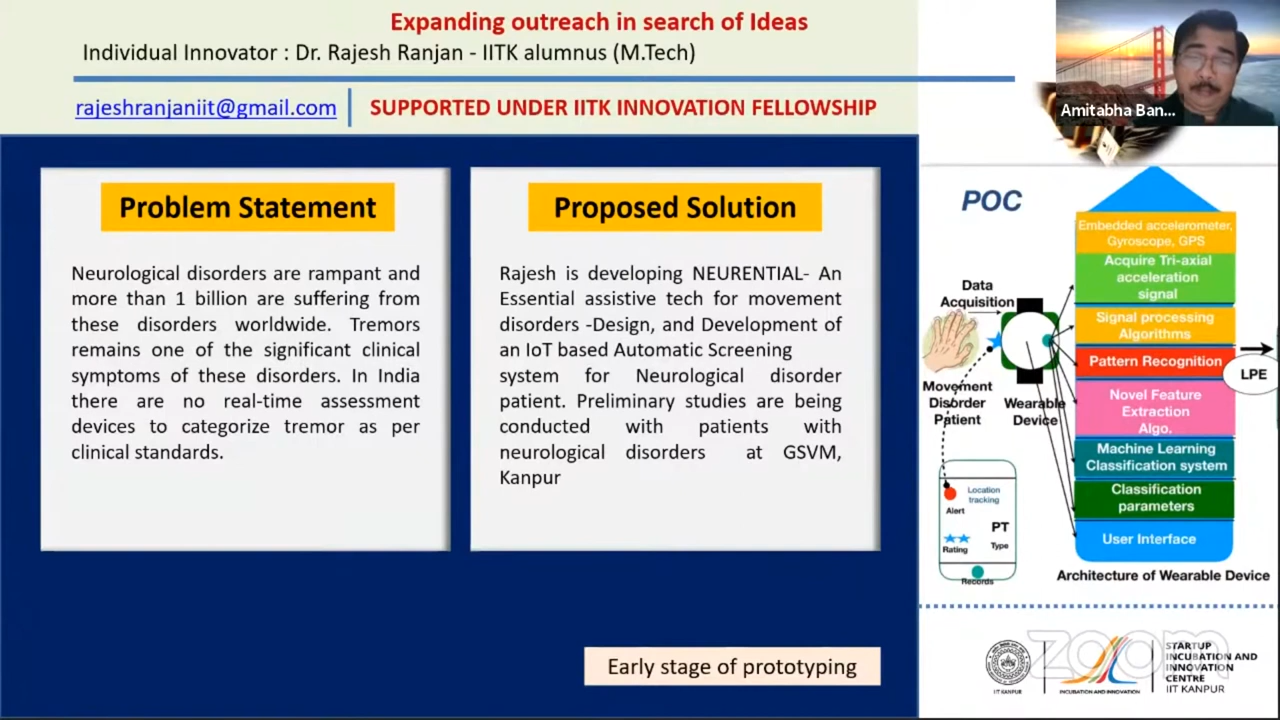 Expanding outreach in search of Ideas
Individual Innovator : Dr. Rajesh Ranjan - IITK alumnus (M.Tech)
rajeshranjaniit@gmail.com
SUPPORTED UNDER IITK INNOVATION FELLOWSHIP
Amitabha Ban...
Problem Statement
Neurological disorders are rampant and
more than 1 billion are suffering from
these disorders worldwide. Tremors
remains one of the significant clinical
symptoms of these disorders. In India
there are no real-time assessment
devices to categorize tremor as per
clinical standards.
Proposed Solution
Rajesh is developing NEURENTIAL- An
Essential assistive tech for movement
disorders -Design, and Development of
an IoT based Automatic Screening
system for Neurological disorder
patient. Preliminary studies are being
conducted with patients with
neurological disorders at GSVM,
Kanpur
Early stage of prototyping
POC
Data
Acquisition
Movement
Disorder
Patient
Wearable
Device
Embedded accelerometer,
Gyroscope, GPS
Acquire Tri-axial
acceleration
signal
Signal processing
Algorithms
Pattern Recognition
Novel Feature
Extraction
Algo.
Machine Learning
Classification system
Classification
parameters
User Interface
LPE
Location
tracking
Alert
PT
Rating
Type
Records
Architecture of Wearable Device
IIT KANPUR
INCUBATION AND INNOVATION
STARTUP
INCUBATION AND
INNOVATION
CENTRE
IIT KANPUR
zoom